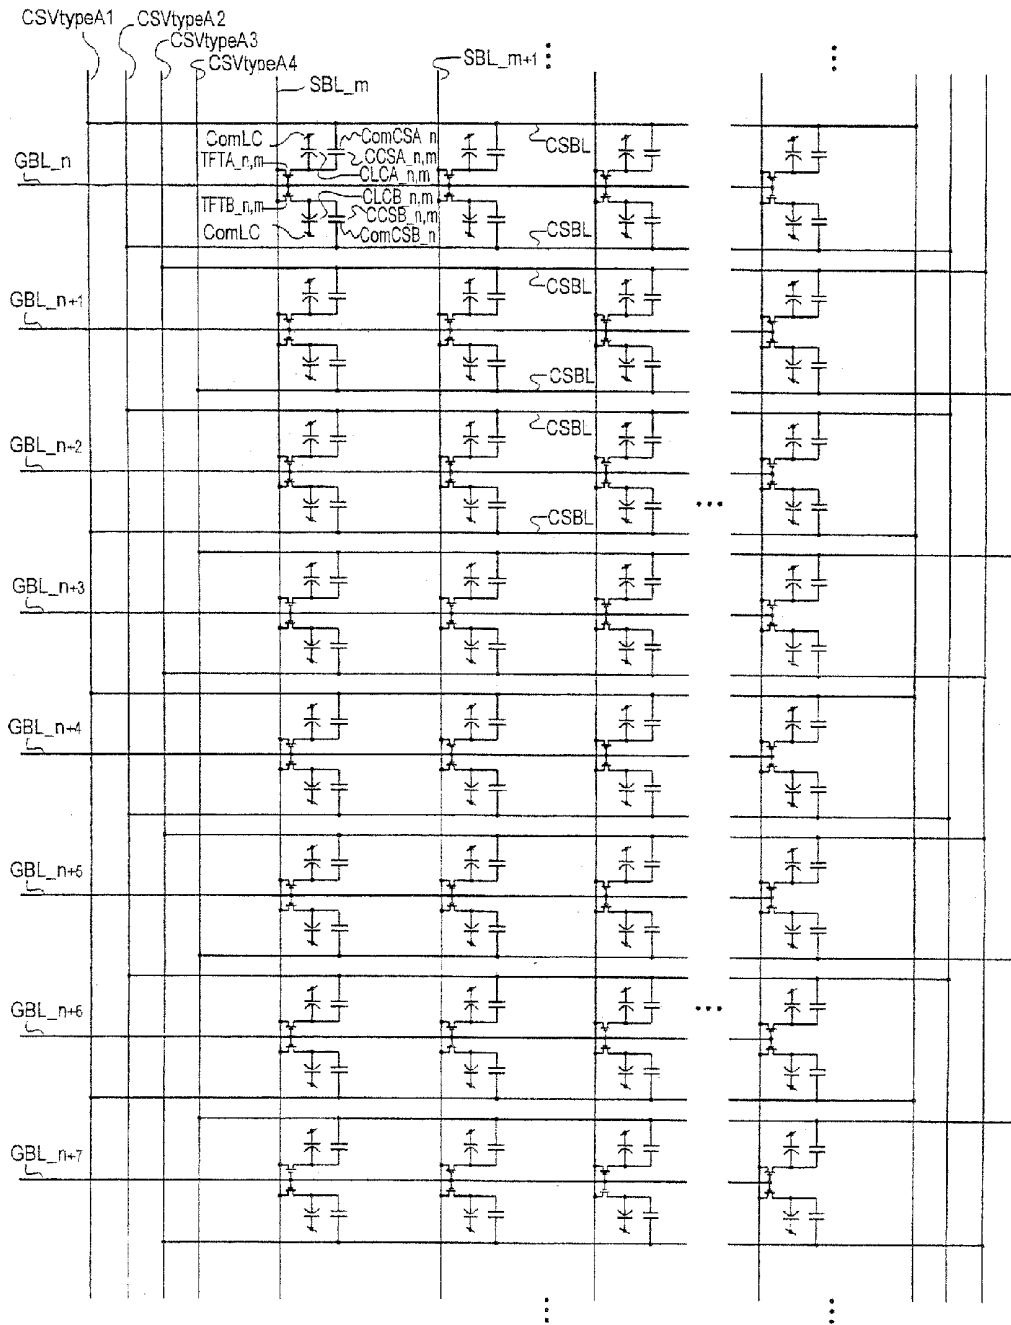 CSVtypeA1
CSVtypeA2
CSVtypeA3
CSVtypeA4
SBL_m
SBL_m+1
ComLC
ComCSA_n
CSBL
GBL_n
TFTA_n,m
CCSA_n,m
CLCA_n,m
CLCB_n,m
TFTB_n,m
CCSB_n,m
ComLC
ComCSB_n
CSBL
CSBL
GBL_n+1
CSBL
CSBL
GBL_n+2
CSBL
GBL_n+3
GBL_n+4
GBL_n+5
GBL_n+6
GBL_n+7